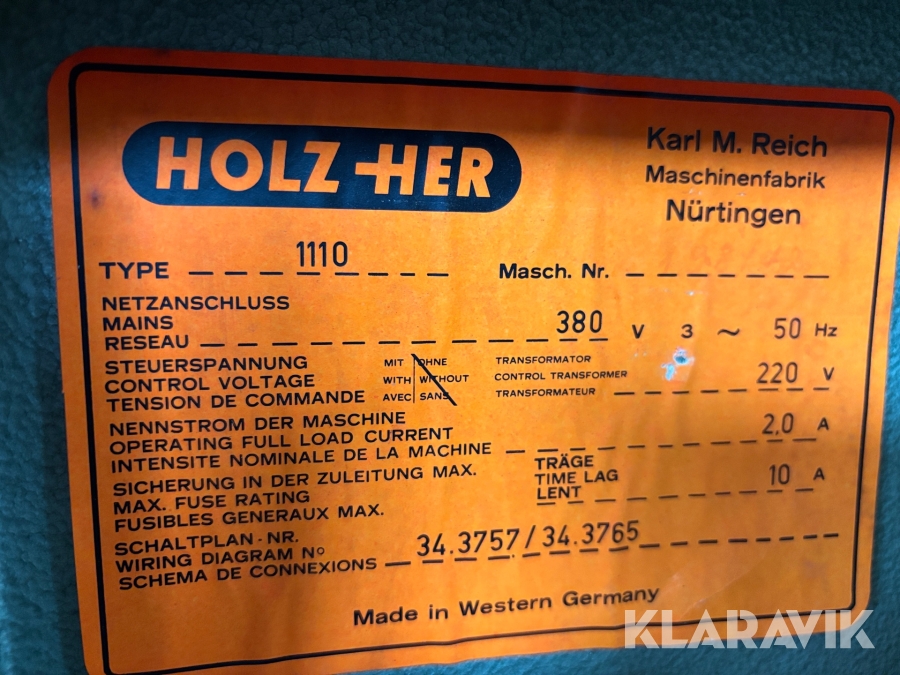 HOLZ-HER
Karl M. Reich
Maschinenfabrik
Nürtingen
TYPE 1110
Masch. Nr.
NETZANSCHLUSS
MAINS
RESEAU 380 V 3 ~ 50 Hz
STEUERSPANNUNG MIT OHNE TRANSFORMATOR
CONTROL VOLTAGE WITH WITHOUT CONTROL TRANSFORMER 220 V
TENSION DE COMMANDE AVEC SANS TRANSFORMATEUR
NENNSTROM DER MASCHINE
OPERATING FULL LOAD CURRENT
INTENSITE NOMINALE DE LA MACHINE 2,0 A
SICHERUNG IN DER ZULEITUNG MAX. TRÄGE
MAX. FUSE RATING TIME LAG 10 A
FUSIBLES GENERAUX MAX. LENT
SCHALTPLAN-NR.
WIRING DIAGRAM No 34.3757/34.3765
SCHEMA DE CONNEXIONS
Made in Western Germany
KLARAVIK